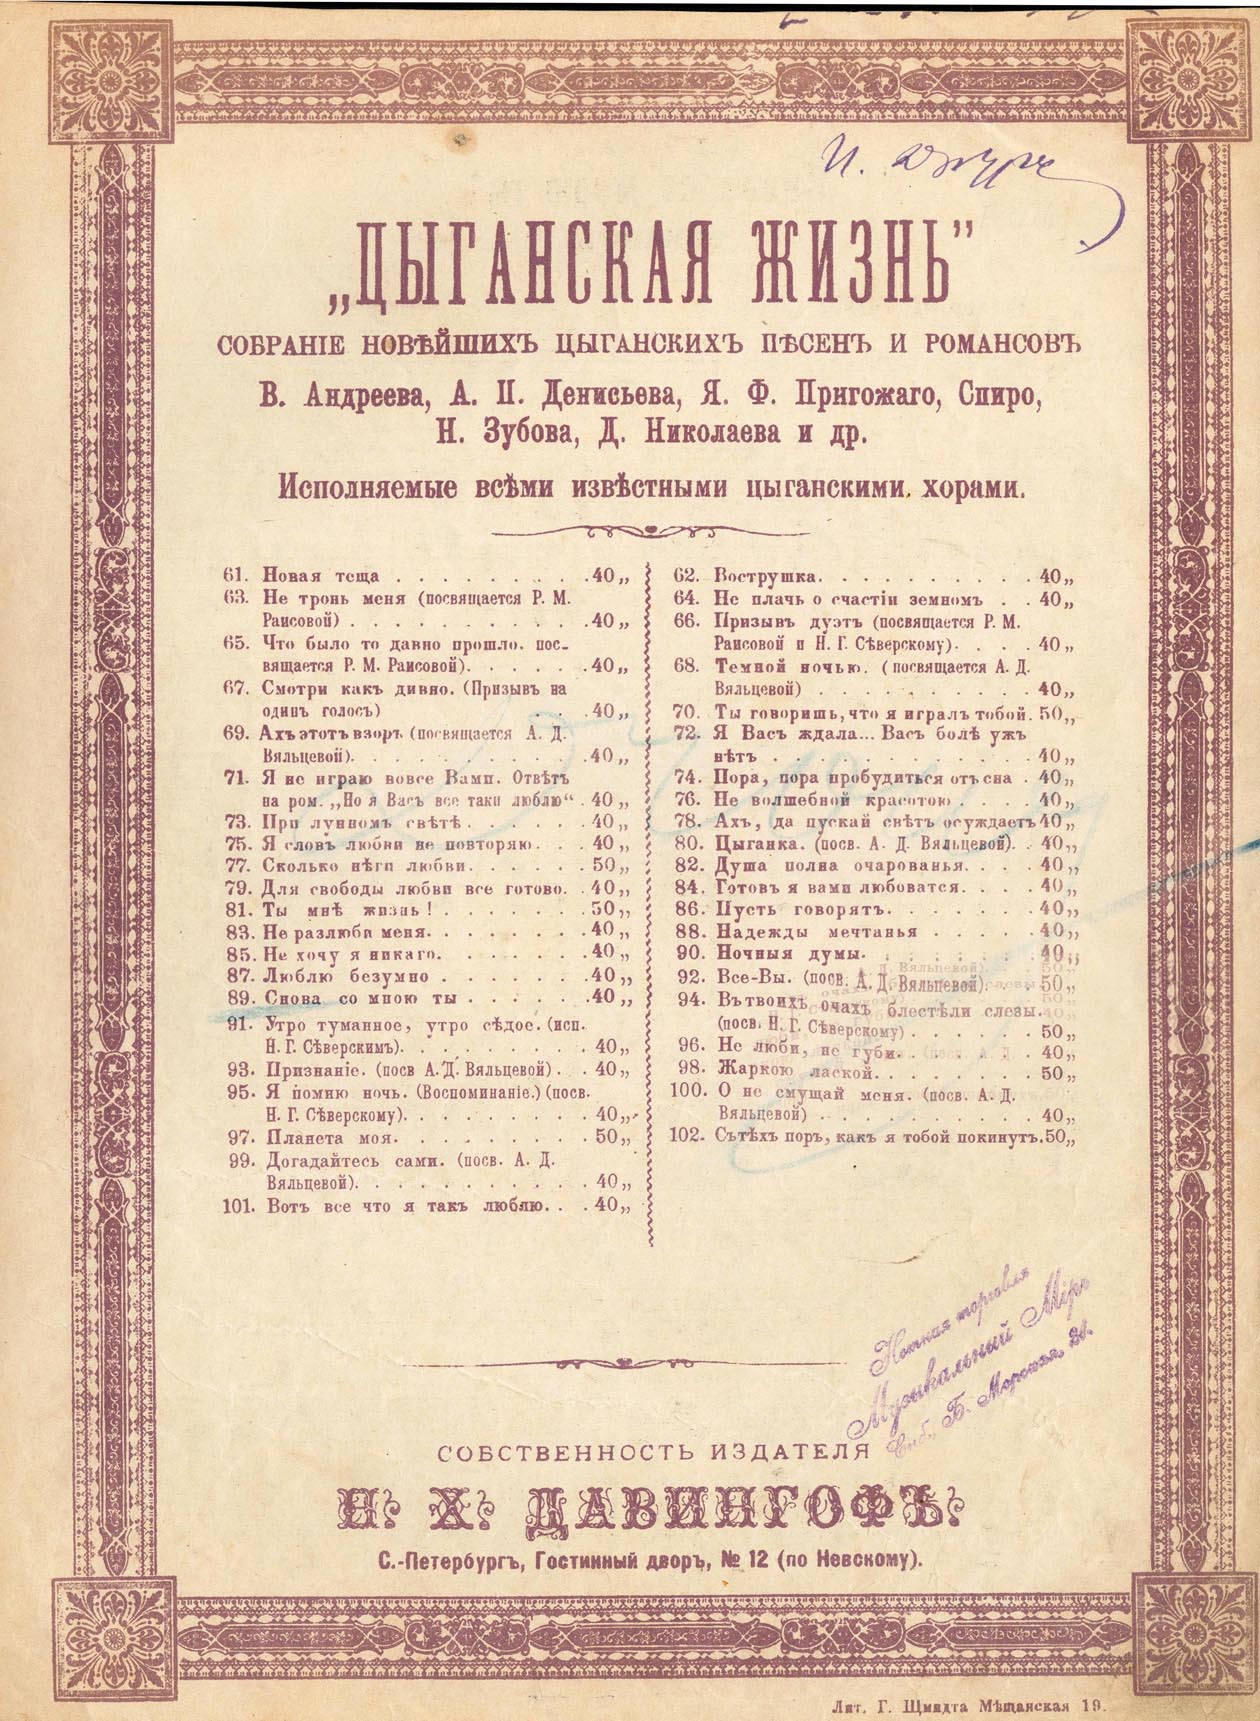 „ЦЫГАНСКАЯ ЖИЗНЬ"
СОБРАНІЕ НОВѢЙШИХЪ ЦЫГАНСКИХЪ ПѢСЕНЪ И РОМАНСОВЪ
В. Андреева, А. П. Денисьева, Я. Ф. Пригожаго, Спиро,
Н. Зубова, Д. Николаева и др.
Исполняемые всѣми извѣстными цыганскими хорами.
61. Новая теща . . . . . . . . . . 40 „
63. Не тронь меня (посвящается Р. М.
Раисовой) . . . . . . . . . . . 40 „
65. Что было то давно прошло. пос-
вящается Р. М. Раисовой). . . . . . 40 „
67. Смотри какъ дивно. (Призывъ на
одинъ голосъ) . . . 40 „
69. Ахъ этотъ взоръ (посвящается А. Д.
Вяльцевой). . . . . . . . . . . 40 „
71. Я не играю вовсе Вами. Отвѣтъ
на ром. „Но я Васъ все таки люблю" . 40 „
73. При лунномъ свѣтѣ . . . . . . 40 „
75. Я словъ любви не повторяю . . . 40 „
77. Сколько нѣги любви. . . . . . . 50 „
79. Для свободы любви все готово. . 40 „
81. Ты мнѣ жизнь ! . . . . . . . 50 „
83. Не разлюби меня. . . . . . . . 40 „
85. Не хочу я никаго. . . . . . . . 40 „
87. Люблю безумно . . . . . . . . 40 „
89. Снова со мною ты . . . . . . . 40 „
91. Утро туманное, утро сѣдое. (исп.
Н. Г. Сѣверскимъ). . . . . . . . . 40 „
93. Признаніе. (посв А. Д. Вяльцевой) . . 40 „
95. Я помню ночь. (Воспоминаніе.) (посв.
Н. Г. Сѣверскому). . . . . . . . . 40 „
97. Планета моя. . . . . . . . . . 50 „
99. Догадайтесь сами. (посв. А. Д.
Вяльцевой). . . . . . . . . . . 40 „
101. Вотъ все что я такъ люблю. . . 40 „
62. Вострушка. . . . . . . . . . 40 „
64. Не плачь о счастіи земномъ . . 40 „
66. Призывъ дуэтъ (посвящается Р. М.
Раисовой и Н. Г. Сѣверскому). . . . 40 „
68. Темной ночью. (посвящается А. Д.
Вяльцевой) . . . . . . . . . . . 40 „
70. Ты говоришь, что я игралъ тобой. 50 „
72. Я Васъ ждала... Васъ болѣ ужъ
нѣтъ . . . . . . . . . . . . 40 „
74. Пора, пора пробудиться отъ сна . 40 „
76. Не волшебной красотою . . . . 40 „
78. Ахъ, да пускай свѣтъ осуждаетъ 40 „
80. Цыганка. (посв. А. Д. Вяльцевой). . 40 „
82. Душа полна очарованья. . . . . 40 „
84. Готовъ я вами любоватся. . . . . 40 „
86. Пусть говорятъ. . . . . . . . 40 „
88. Надежды мечтанья . . . . . . 40 „
90. Ночныя думы. . . . . . . . . 40 „
92. Все-Вы. (посв. А. Д. Вяльцевой). . . 50 „
94. Въ твоихъ очахъ блестѣли слезы.
(посв. Н. Г. Сѣверскому) . . . . . . 50 „
96. Не люби, не губи. . . . . . . 40 „
98. Жаркою лаской. . . . . . . . 50 „
100. О не смущай меня. (посв. А. Д.
Вяльцевой) . . . . . . . . . . . 40 „
102. Сътѣхъ поръ, какъ я тобой покинутъ. 50 „
Нотная торговля
Музыкальный Міръ
Спб., Б. Морская, 21.
СОБСТВЕННОСТЬ ИЗДАТЕЛЯ
Н. Х. ДАВИНГОФЪ.
С.-Петербургъ, Гостинный дворъ, № 12 (по Невскому).
Лит. Г. Щмидта Мѣщанская 19.